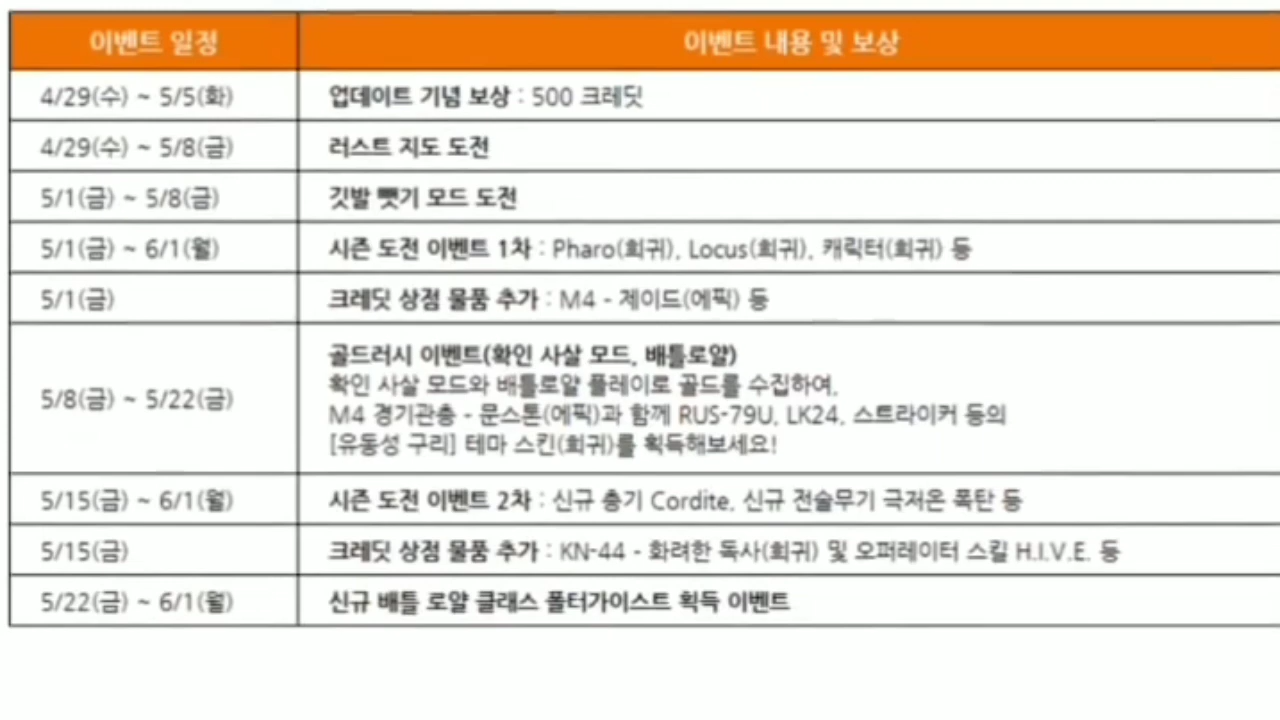 이벤트 일정 이벤트 내용 및 보상
4/29(수) ~ 5/5(화) 업데이트 기념 보상 : 500 크레딧
4/29(수) ~ 5/8(금) 러스트 지도 도전
5/1(금) ~ 5/8(금) 깃발 뺏기 모드 도전
5/1(금) ~ 6/1(월) 시즌 도전 이벤트 1차 : Pharo(희귀), Locus(희귀), 캐릭터(희귀) 등
5/1(금) 크레딧 상점 물품 추가 : M4 - 제이드(에픽) 등
골드러시 이벤트(확인 사살 모드, 배틀로얄)
확인 사살 모드와 배틀로얄 플레이로 골드를 수집하여,
5/8(금) ~ 5/22(금) M4 경기관총 - 문스톤(에픽)과 함께 RUS-79U, LK24, 스트라이커 등의
[유동성 구리] 테마 스킨(희귀)를 획득해보세요!
5/15(금) ~ 6/1(월) 시즌 도전 이벤트 2차 : 신규 총기 Cordite, 신규 전술무기 극저온 폭탄 등
5/15(금) 크레딧 상점 물품 추가 : KN-44 - 화려한 독사(희귀) 및 오퍼레이터 스킬 H.I.V.E. 등
5/22(금) ~ 6/1(월) 신규 배틀 로얄 클래스 폴터가이스트 획득 이벤트